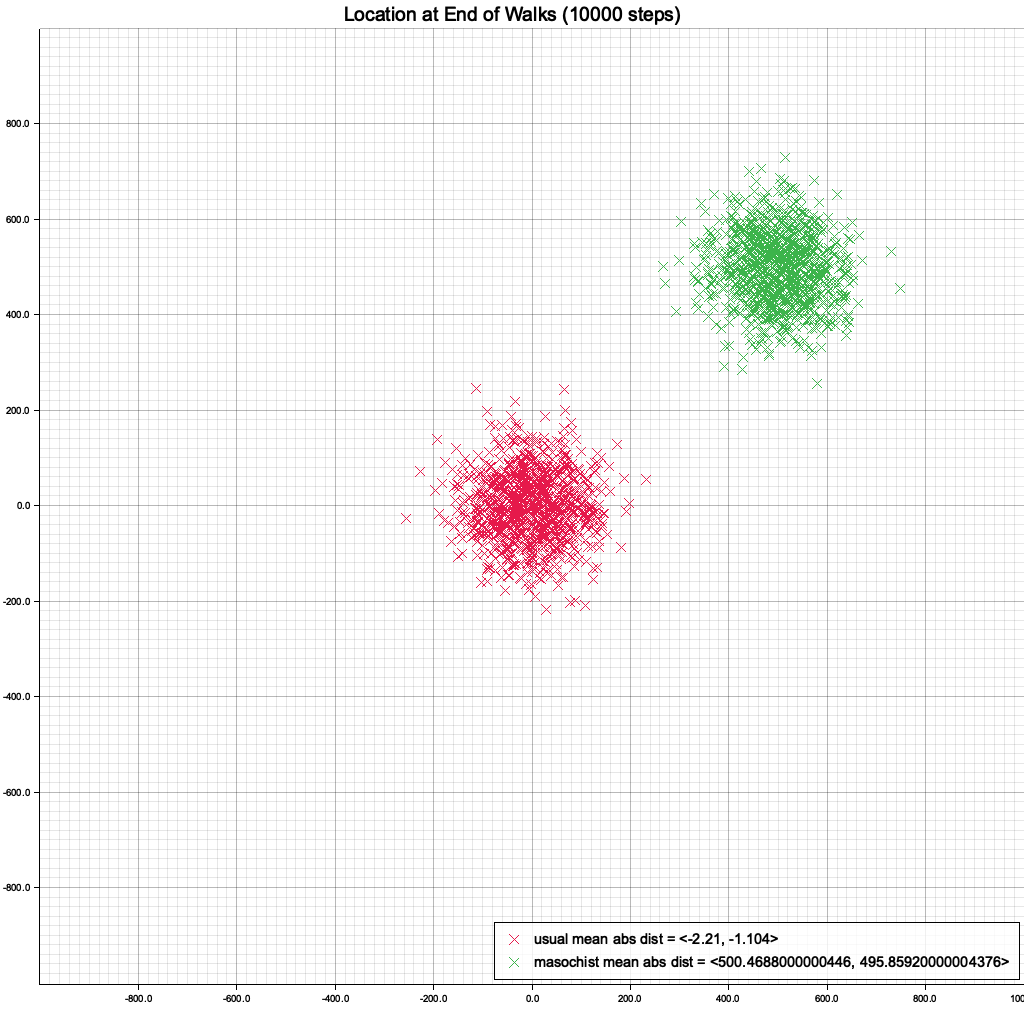 Location at End of Walks (10000 steps)
800.0
600.0
400.0
200.0
0.0
-200.0
-400.0
-600.0
-800.0
usual mean abs dist = <-2.21, -1.104>
masochist mean abs dist = <500.4688000000446, 495.85920000004376>
-800.0 -600.0 -400.0 -200.0 0.0 200.0 400.0 600.0 800.0 100